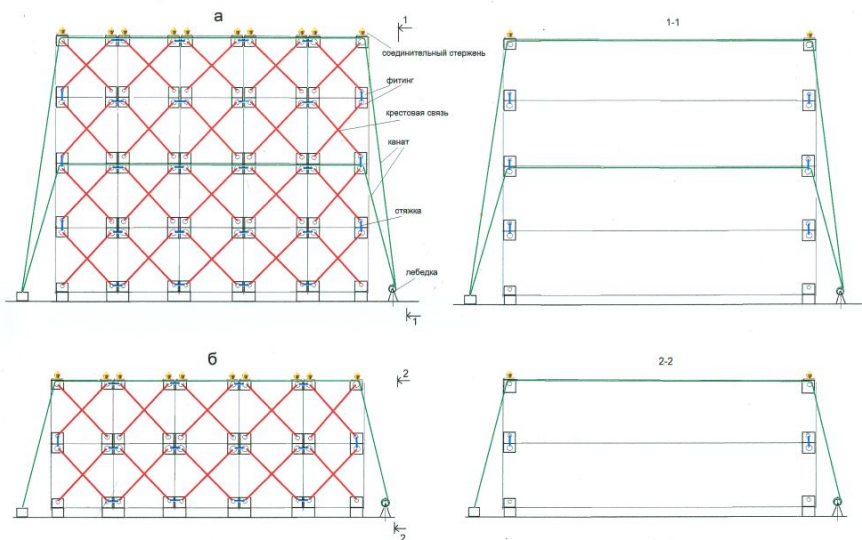 а
1
1-1
соединительный стержень
фитинг
крестовая связь
канат
стяжка
лебедка
1
б
2
2-2
2